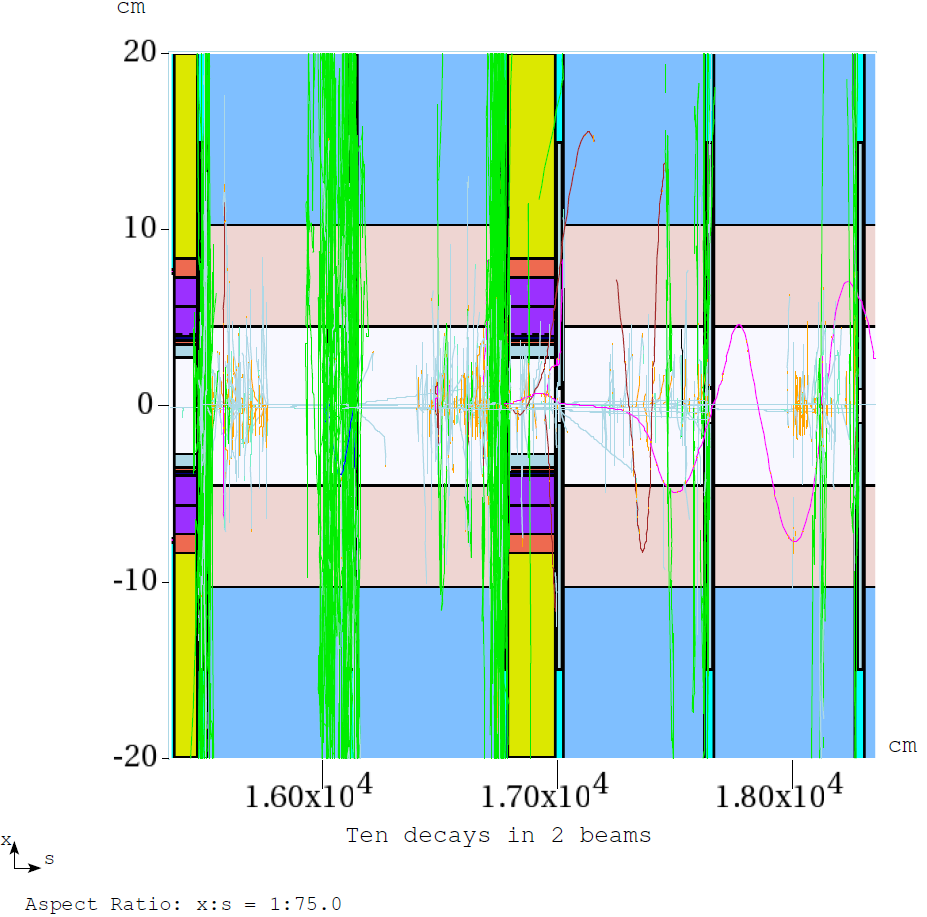 cm
20
10
0
-10
-20
cm
1.60x10^4 1.70x10^4 1.80x10^4
Ten decays in 2 beams
x
s
Aspect Ratio: x:s = 1:75.0